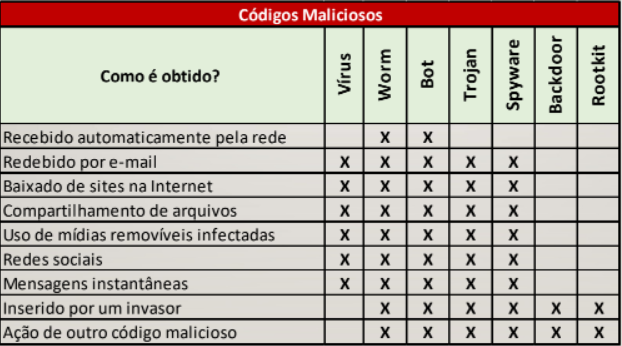 Códigos Maliciosos
Como é obtido? Vírus Worm Bot Trojan Spyware Backdoor Rootkit
Recebido automaticamente pela rede X X
Redebido por e-mail X X X X X
Baixado de sites na Internet X X X X X
Compartilhamento de arquivos X X X X X
Uso de mídias removíveis infectadas X X X X X
Redes sociais X X X X X
Mensagens instantâneas X X X X X
Inserido por um invasor X X X X X X
Ação de outro código malicioso X X X X X X